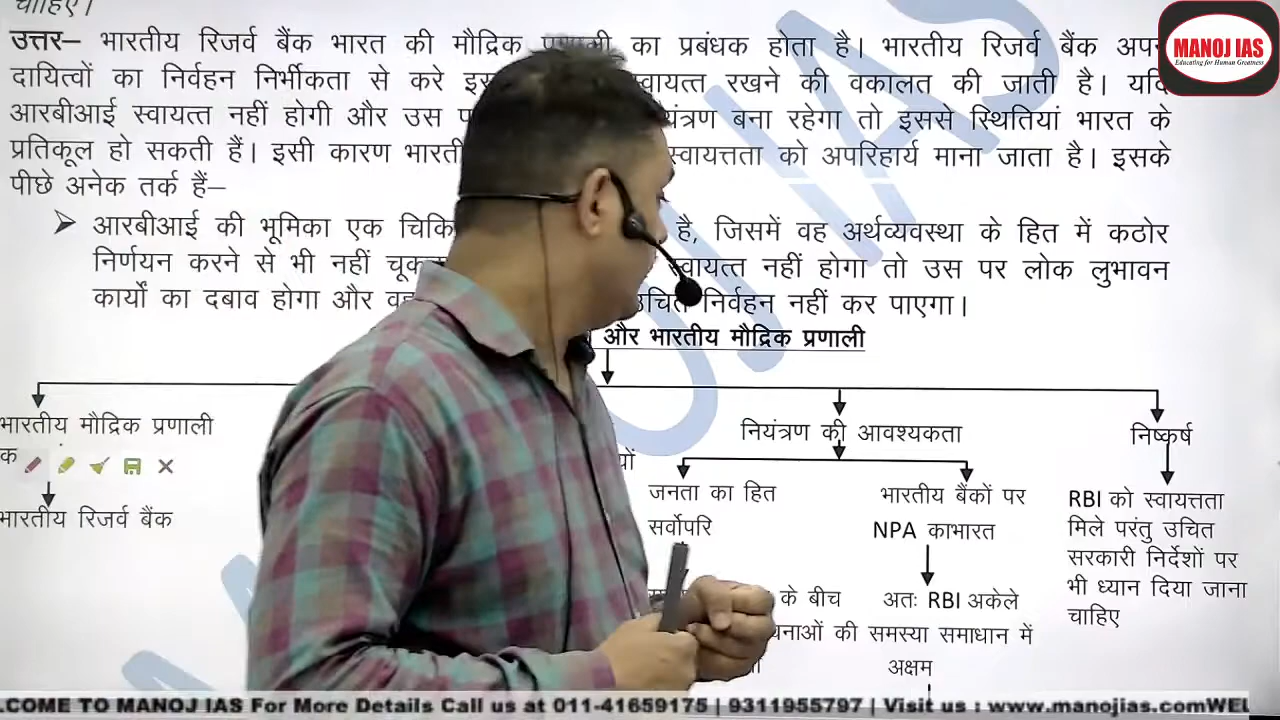 चाहिए।
उत्तर– भारतीय रिजर्व बैंक भारत की मौद्रिक प्रणाली का प्रबंधक होता है। भारतीय रिजर्व बैंक अपने
दायित्वों का निर्वहन निर्भीकता से करे स्वायत्त रखने की वकालत की जाती है। यदि
आरबीआई स्वायत्त नहीं होगी और उस नियंत्रण बना रहेगा तो इससे स्थितियां भारत के
प्रतिकूल हो सकती हैं। इसी कारण स्वायत्तता को अपरिहार्य माना जाता है। इसके
पीछे अनेक तर्क हैं–
आरबीआई की भूमिका एक है, जिसमें वह अर्थव्यवस्था के हित में कठोर
निर्णयन करने से भी नहीं स्वायत्त नहीं होगा तो उस पर लोक लुभावन
कार्यों का दबाव होगा और उचित निर्वहन नहीं कर पाएगा।
और भारतीय मौद्रिक प्रणाली
भारतीय मौद्रिक प्रणाली
भारतीय रिजर्व बैंक
नियंत्रण की आवश्यकता
जनता का हित
सर्वोपरि
के बीच
की समस्या
भारतीय बैंकों पर
NPA काभारत
अतः RBI अकेले
समाधान में
अक्षम
निष्कर्ष
RBI को स्वायत्तता
मिले परंतु उचित
सरकारी निर्देशों पर
भी ध्यान दिया जाना
चाहिए
MANOJ IAS
Educating for Human Greatness
LCOME TO MANOJ IAS For More Details Call us at 011-41659175 | 9311955797 | Visit us : www.manojias.comWEL